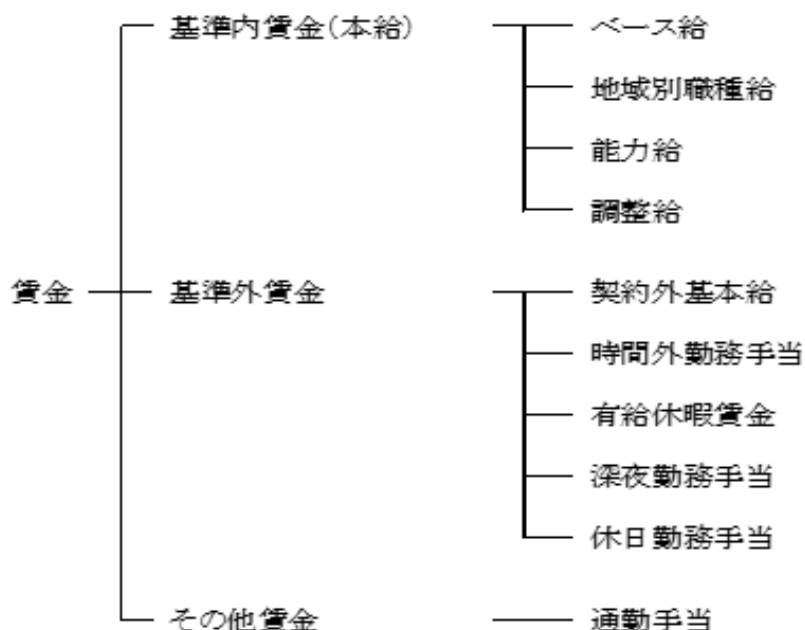 基準内賃金(本給) ベース給
地域別職種給
能力給
調整給
賃金 基準外賃金 契約外基本給
時間外勤務手当
有給休暇賃金
深夜勤務手当
休日勤務手当
その他賃金 通勤手当